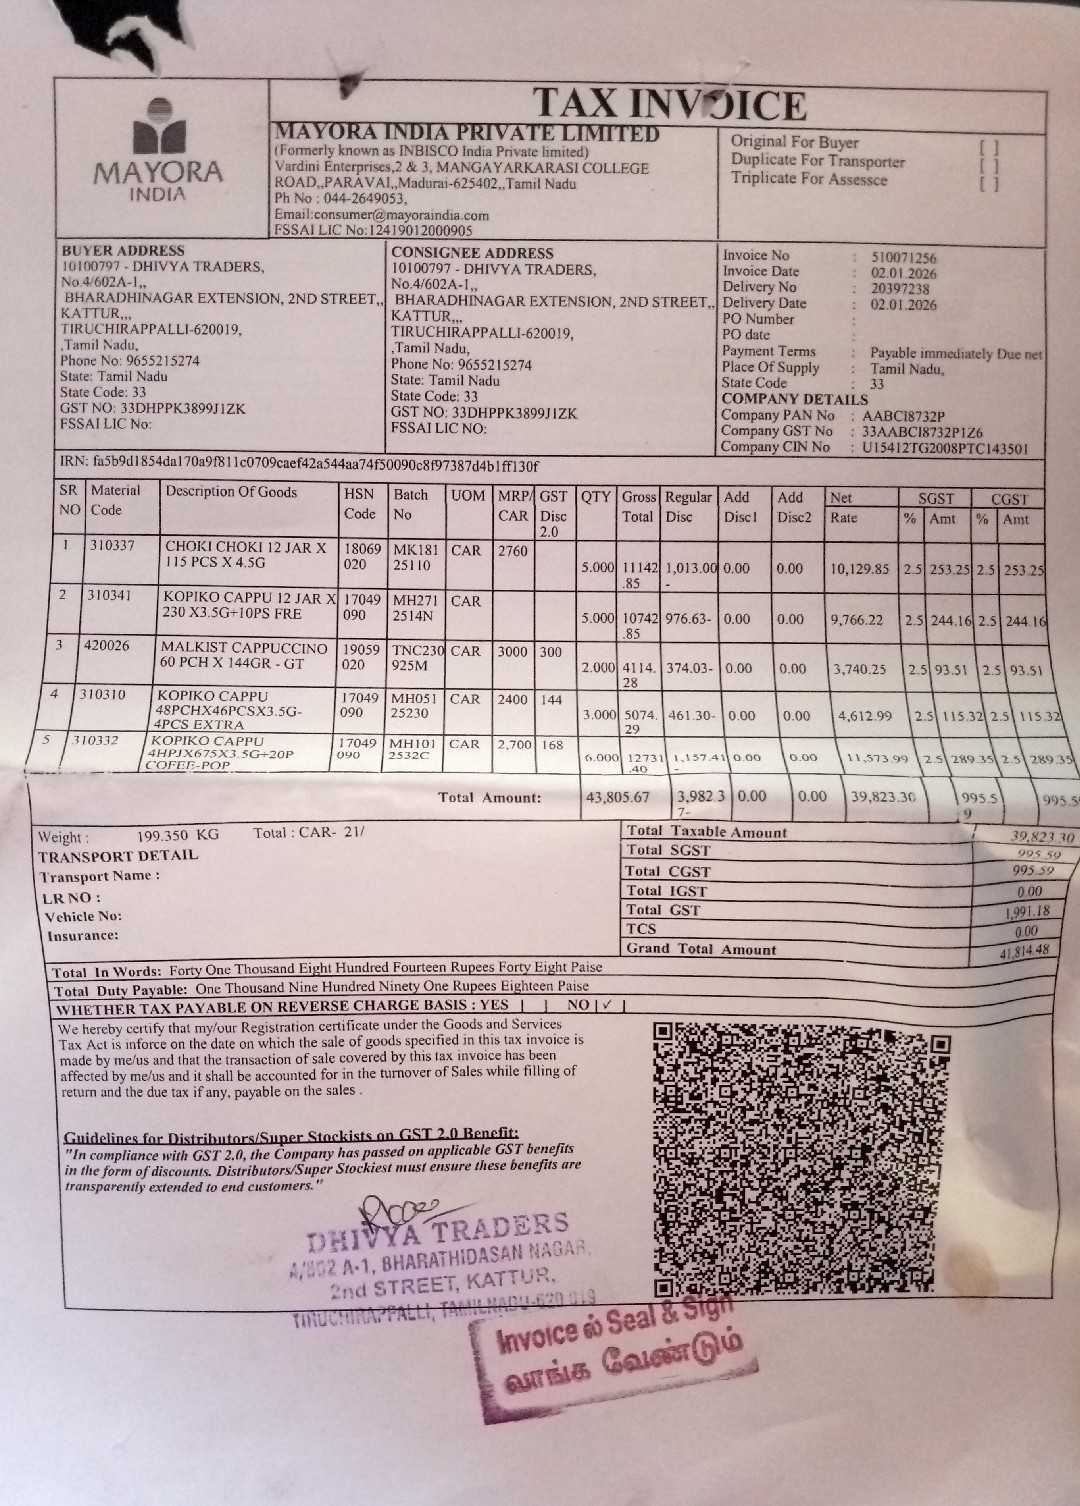 TAX INVOICE
MAYORA
INDIA
MAYORA INDIA PRIVATE LIMITED
(Formerly known as INBISCO India Private limited)
Vardini Enterprises,2 & 3, MANGAYARKARASI COLLEGE
ROAD,,PARAVAI,,Madurai-625402,,Tamil Nadu
Ph No : 044-2649053,
Email:consumer@mayoraindia.com
FSSAI LIC No:12419012000905
Original For Buyer [ ]
Duplicate For Transporter [ ]
Triplicate For Assessce [ ]
BUYER ADDRESS
10100797 - DHIVYA TRADERS,
No.4/602A-1,,
BHARADHINAGAR EXTENSION, 2ND STREET,,
KATTUR,,,
TIRUCHIRAPPALLI-620019,
,Tamil Nadu,
Phone No: 9655215274
State: Tamil Nadu
State Code: 33
GST NO: 33DHPPK3899J1ZK
FSSAI LIC No:
CONSIGNEE ADDRESS
10100797 - DHIVYA TRADERS,
No.4/602A-1,,
BHARADHINAGAR EXTENSION, 2ND STREET,,
KATTUR,,,
TIRUCHIRAPPALLI-620019,
,Tamil Nadu,
Phone No: 9655215274
State: Tamil Nadu
State Code: 33
GST NO: 33DHPPK3899J1ZK
FSSAI LIC NO:
Invoice No : 510071256
Invoice Date : 02.01.2026
Delivery No : 20397238
Delivery Date : 02.01.2026
PO Number :
PO date :
Payment Terms : Payable immediately Due net
Place Of Supply : Tamil Nadu,
State Code : 33
COMPANY DETAILS
Company PAN No : AABCI8732P
Company GST No : 33AABCI8732P1Z6
Company CIN No : U15412TG2008PTC143501
IRN: fa5b9d1854da170a9f811c0709caef42a544aa74f50090c8f97387d4b1ff130f
SR NO Material Code Description Of Goods HSN Code Batch No UOM MRP/CAR GST Disc 2.0 QTY Gross Total Regular Disc Add Disc1 Add Disc2 Net Rate SGST % Amt CGST % Amt
1 310337 CHOKI CHOKI 12 JAR X 115 PCS X 4.5G 18069020 MK18125110 CAR 2760 5.000 11142.85 1,013.00- 0.00 0.00 10,129.85 2.5 253.25 2.5 253.25
2 310341 KOPIKO CAPPU 12 JAR X 230 X3.5G+10PS FRE 17049090 MH2712514N CAR 5.000 10742.85 976.63- 0.00 0.00 9,766.22 2.5 244.16 2.5 244.16
3 420026 MALKIST CAPPUCCINO 60 PCH X 144GR - GT 19059020 TNC230925M CAR 3000 300 2.000 4114.28 374.03- 0.00 0.00 3,740.25 2.5 93.51 2.5 93.51
4 310310 KOPIKO CAPPU 48PCHX46PCSX3.5G-4PCS EXTRA 17049090 MH05125230 CAR 2400 144 3.000 5074.29 461.30- 0.00 0.00 4,612.99 2.5 115.32 2.5 115.32
5 310332 KOPIKO CAPPU 4HPJX675X3.5G+20P COFEE-POP 17049090 MH1012532C CAR 2,700 168 6.000 12731.40 1,157.41- 0.00 0.00 11,573.99 2.5 289.35 2.5 289.35
Total Amount: 43,805.67 3,982.37- 0.00 0.00 39,823.30 995.59 995.5
Weight : 199.350 KG Total : CAR- 21/
TRANSPORT DETAIL
Transport Name :
LR NO :
Vehicle No:
Insurance:
Total Taxable Amount 39,823.30
Total SGST 995.59
Total CGST 995.59
Total IGST 0.00
Total GST 1,991.18
TCS 0.00
Grand Total Amount 41,814.48
Total In Words: Forty One Thousand Eight Hundred Fourteen Rupees Forty Eight Paise
Total Duty Payable: One Thousand Nine Hundred Ninety One Rupees Eighteen Paise
WHETHER TAX PAYABLE ON REVERSE CHARGE BASIS : YES | | NO |✓ |
We hereby certify that my/our Registration certificate under the Goods and Services
Tax Act is inforce on the date on which the sale of goods specified in this tax invoice is
made by me/us and that the transaction of sale covered by this tax invoice has been
affected by me/us and it shall be accounted for in the turnover of Sales while filling of
return and the due tax if any, payable on the sales .
Guidelines for Distributors/Super Stockists on GST 2.0 Benefit:
"In compliance with GST 2.0, the Company has passed on applicable GST benefits
in the form of discounts. Distributors/Super Stockiest must ensure these benefits are
transparently extended to end customers."
DHIVYA TRADERS
A-1, BHARATHIDASAN NAGAR,
2nd STREET, KATTUR,
TIRUCHIRAPPALLI, TAMILNADU-620 019
Invoice ல் Seal & Sign
வாங்க வேண்டும்